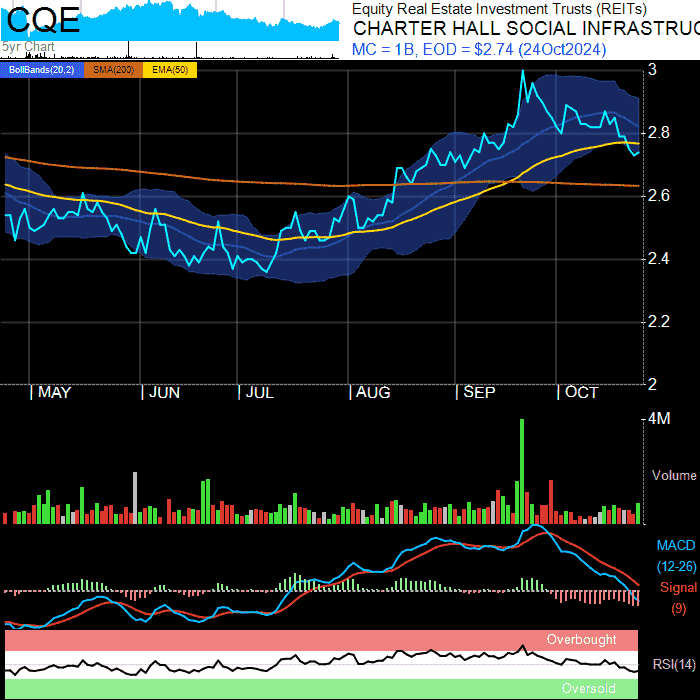 CQE
5yr Chart
Equity Real Estate Investment Trusts (REITs)
CHARTER HALL SOCIAL INFRASTRUC
MC = 1B, EOD = $2.74 (24Oct2024)
BollBands(20,2) SMA(200) EMA(50)
3
2.8
2.6
2.4
2.2
2
MAY JUN JUL AUG SEP OCT
4M
Volume
MACD
(12-26)
Signal
(9)
Overbought
RSI(14)
Oversold